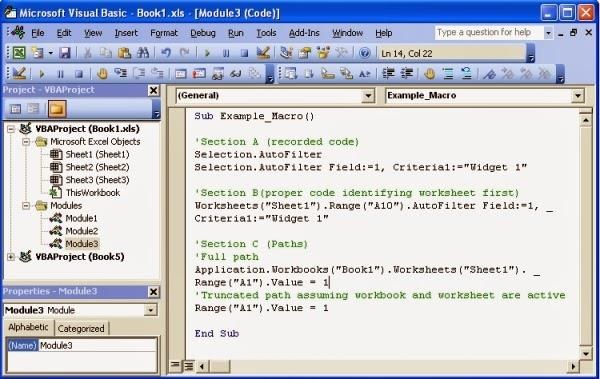 Microsoft Visual Basic - Book1.xls - [Module3 (Code)]
File Edit View Insert Format Debug Run Tools Add-Ins Window Help Type a question for help
Ln 14, Col 22
Project - VBAProject
VBAProject (Book1.xls)
Microsoft Excel Objects
Sheet1 (Sheet1)
Sheet2 (Sheet2)
Sheet3 (Sheet3)
ThisWorkbook
Modules
Module1
Module2
Module3
VBAProject (Book5)
Properties - Module3
Module3 Module
Alphabetic Categorized
(Name) Module3
(General) Example_Macro
Sub Example_Macro()
'Section A (recorded code)
Selection.AutoFilter
Selection.AutoFilter Field:=1, Criteria1:="Widget 1"
'Section B(proper code identifying worksheet first)
Worksheets("Sheet1").Range("A10").AutoFilter Field:=1, _
Criteria1:="Widget 1"
'Section C (Paths)
'Full path
Application.Workbooks("Book1").Worksheets("Sheet1"). _
Range("A1").Value = 1
'Truncated path assuming workbook and worksheet are active
Range("A1").Value = 1
End Sub